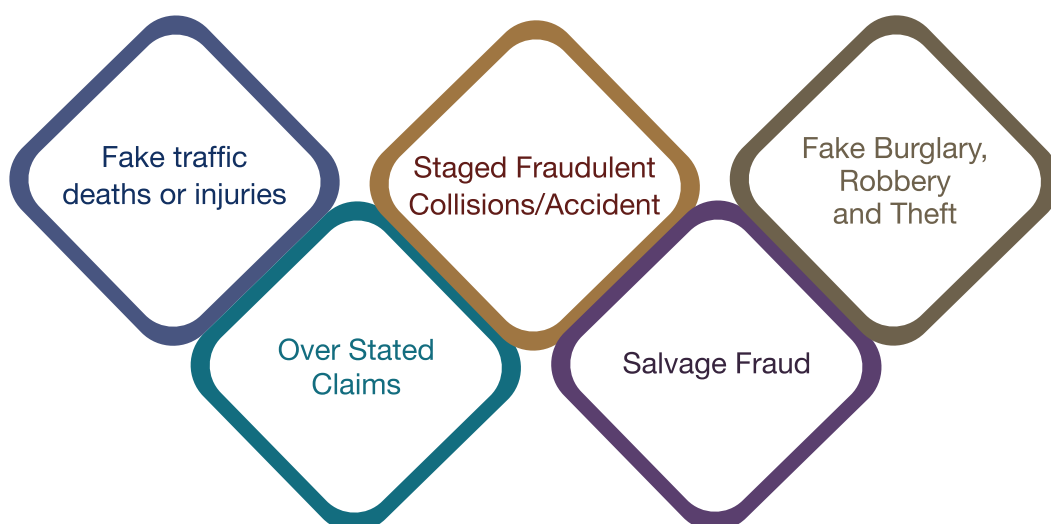 Fake traffic
deaths or injuries
Staged Fraudulent
Collisions/Accident
Fake Burglary,
Robbery
and Theft
Over Stated
Claims
Salvage Fraud